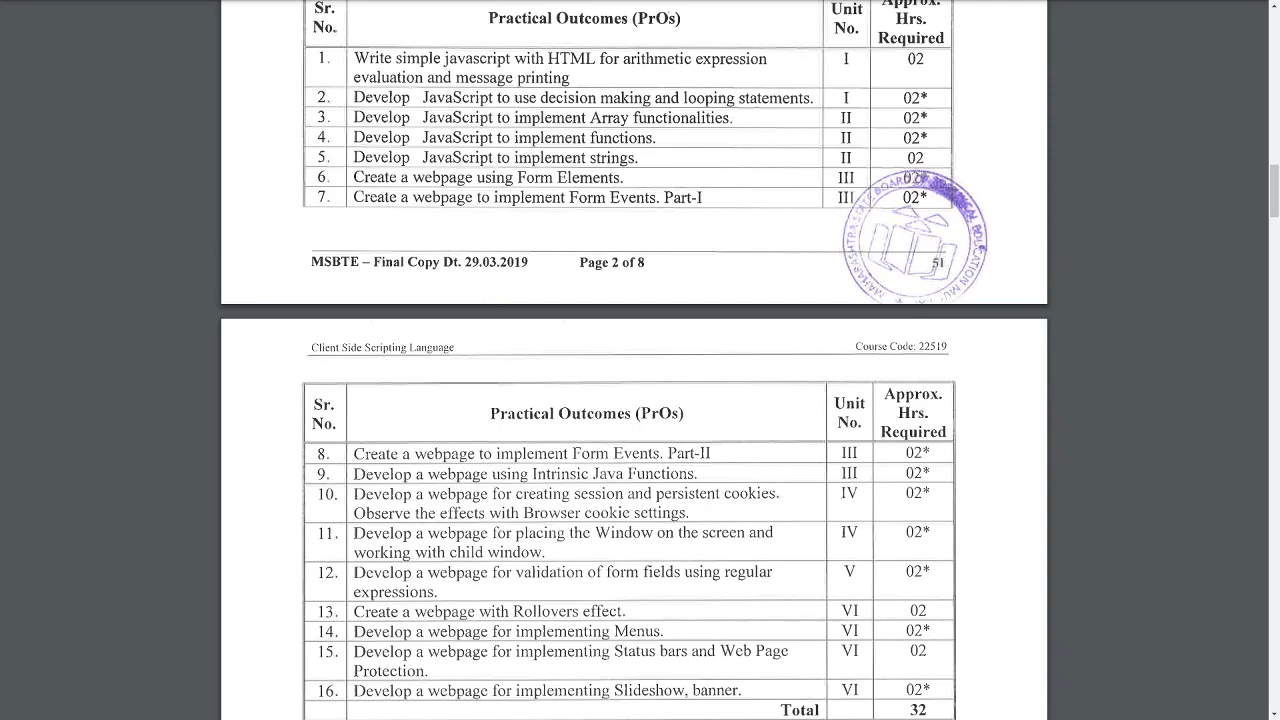 Sr. No. Practical Outcomes (PrOs) Unit No. Approx. Hrs. Required
1. Write simple javascript with HTML for arithmetic expression I 02
evaluation and message printing
2. Develop JavaScript to use decision making and looping statements. I 02*
3. Develop JavaScript to implement Array functionalities. II 02*
4. Develop JavaScript to implement functions. II 02*
5. Develop JavaScript to implement strings. II 02
6. Create a webpage using Form Elements. III 02*
7. Create a webpage to implement Form Events. Part-I III 02*
MAHARASHTRA STATE BOARD OF TECHNICAL EDUCATION
MSBTE – Final Copy Dt. 29.03.2019 Page 2 of 8 51
Client Side Scripting Language Course Code: 22519
Sr. No. Practical Outcomes (PrOs) Unit No. Approx. Hrs. Required
8. Create a webpage to implement Form Events. Part-II III 02*
9. Develop a webpage using Intrinsic Java Functions. III 02*
10. Develop a webpage for creating session and persistent cookies. IV 02*
Observe the effects with Browser cookie settings.
11. Develop a webpage for placing the Window on the screen and IV 02*
working with child window.
12. Develop a webpage for validation of form fields using regular V 02*
expressions.
13. Create a webpage with Rollovers effect. VI 02
14. Develop a webpage for implementing Menus. VI 02*
15. Develop a webpage for implementing Status bars and Web Page VI 02
Protection.
16. Develop a webpage for implementing Slideshow, banner. VI 02*
Total 32